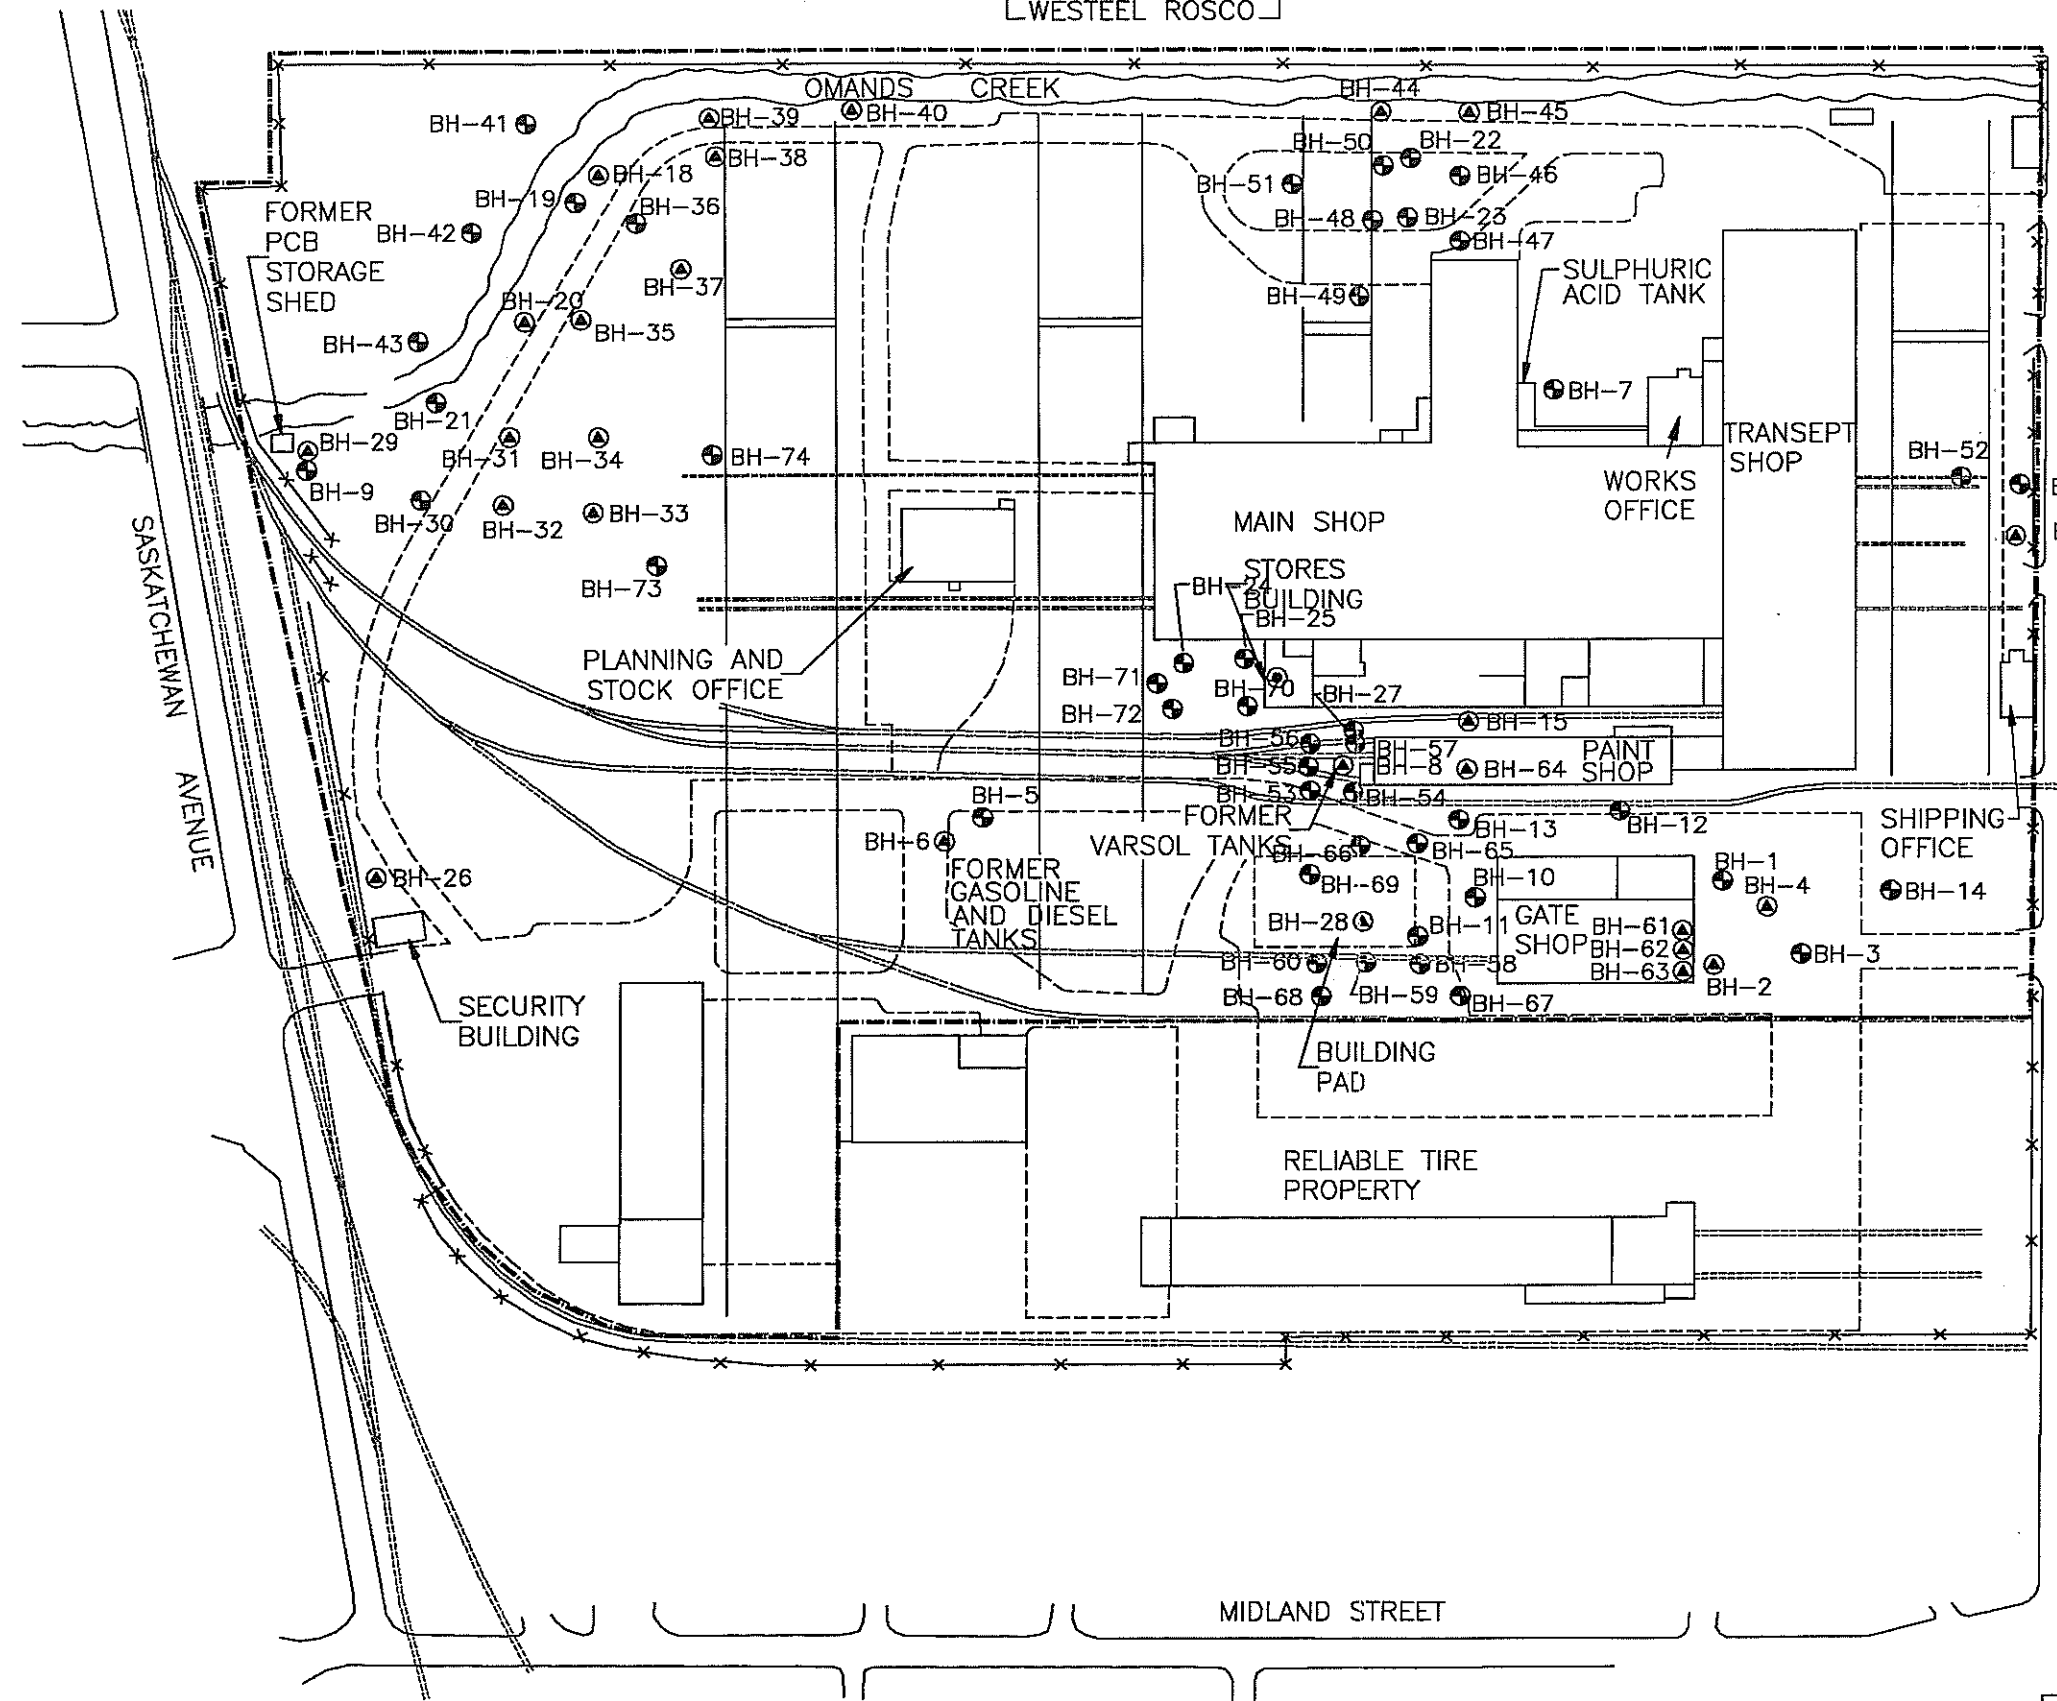 WESTEEL ROSCO
OMANDS CREEK
BH-44
BH-41
BH-39
BH-40
BH-45
BH-38
BH-50
BH-22
BH-18
BH-51
BH-46
BH-19
BH-36
BH-48
BH-23
FORMER
PCB
STORAGE
SHED
BH-42
BH-47
BH-37
SULPHURIC
ACID TANK
BH-49
BH-20
BH-35
BH-43
BH-7
BH-21
BH-29
BH-31
BH-34
BH-74
TRANSEPT
SHOP
BH-52
BH-9
WORKS
OFFICE
BH-30
BH-32
BH-33
MAIN SHOP
SASKATCHEWAN
AVENUE
BH-73
STORES
BUILDING
BH-24
BH-25
PLANNING AND
STOCK OFFICE
BH-71
BH-70
BH-27
BH-72
BH-15
BH-56
BH-57
PAINT
SHOP
BH-55
BH-8
BH-64
BH-53
BH-54
BH-5
FORMER
VARSOL TANKS
BH-13
BH-12
SHIPPING
OFFICE
BH-6
BH-66
BH-65
FORMER
GASOLINE
AND DIESEL
TANKS
BH-26
BH-69
BH-10
BH-1
BH-4
BH-14
BH-28
BH-11
GATE
SHOP
BH-61
BH-62
BH-63
BH-3
BH-60
BH-58
BH-2
BH-68
BH-59
BH-67
SECURITY
BUILDING
BUILDING
PAD
RELIABLE TIRE
PROPERTY
MIDLAND STREET